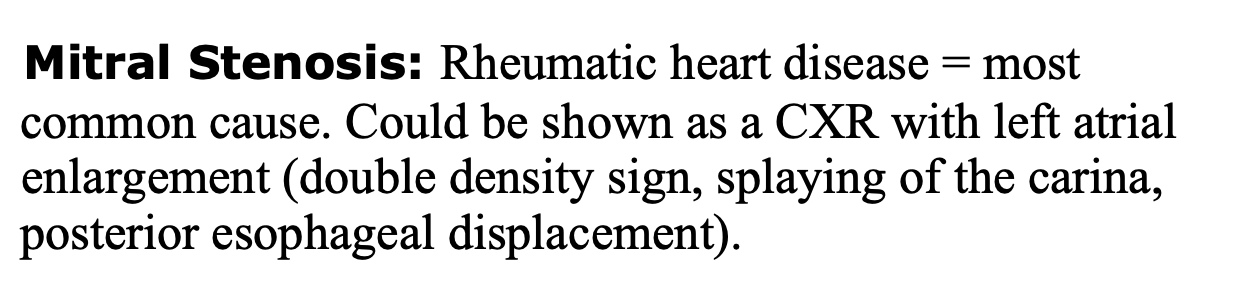 Mitral Stenosis: Rheumatic heart disease = most
common cause. Could be shown as a CXR with left atrial
enlargement (double density sign, splaying of the carina,
posterior esophageal displacement).